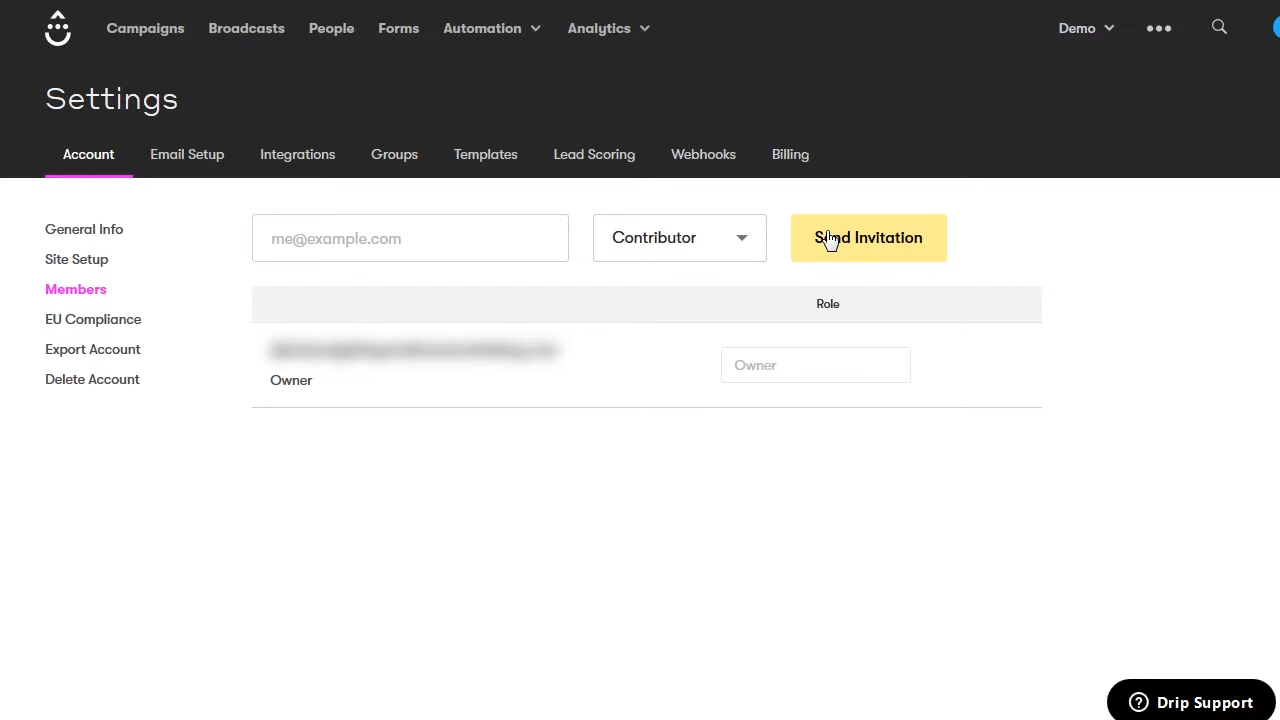 Campaigns Broadcasts People Forms Automation Analytics Demo
Settings
Account Email Setup Integrations Groups Templates Lead Scoring Webhooks Billing
General Info
Site Setup
Members
EU Compliance
Export Account
Delete Account
me@example.com Contributor Send Invitation
Role
Owner
Owner
Drip Support